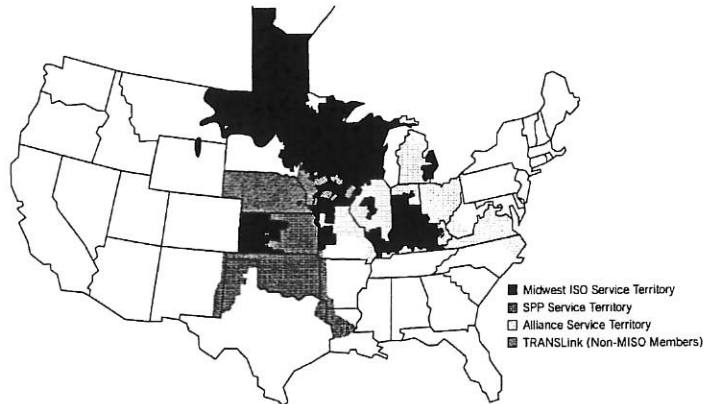 Midwest ISO Service Territory
SPP Service Territory
Alliance Service Territory
TRANSLink (Non-MISO Members)